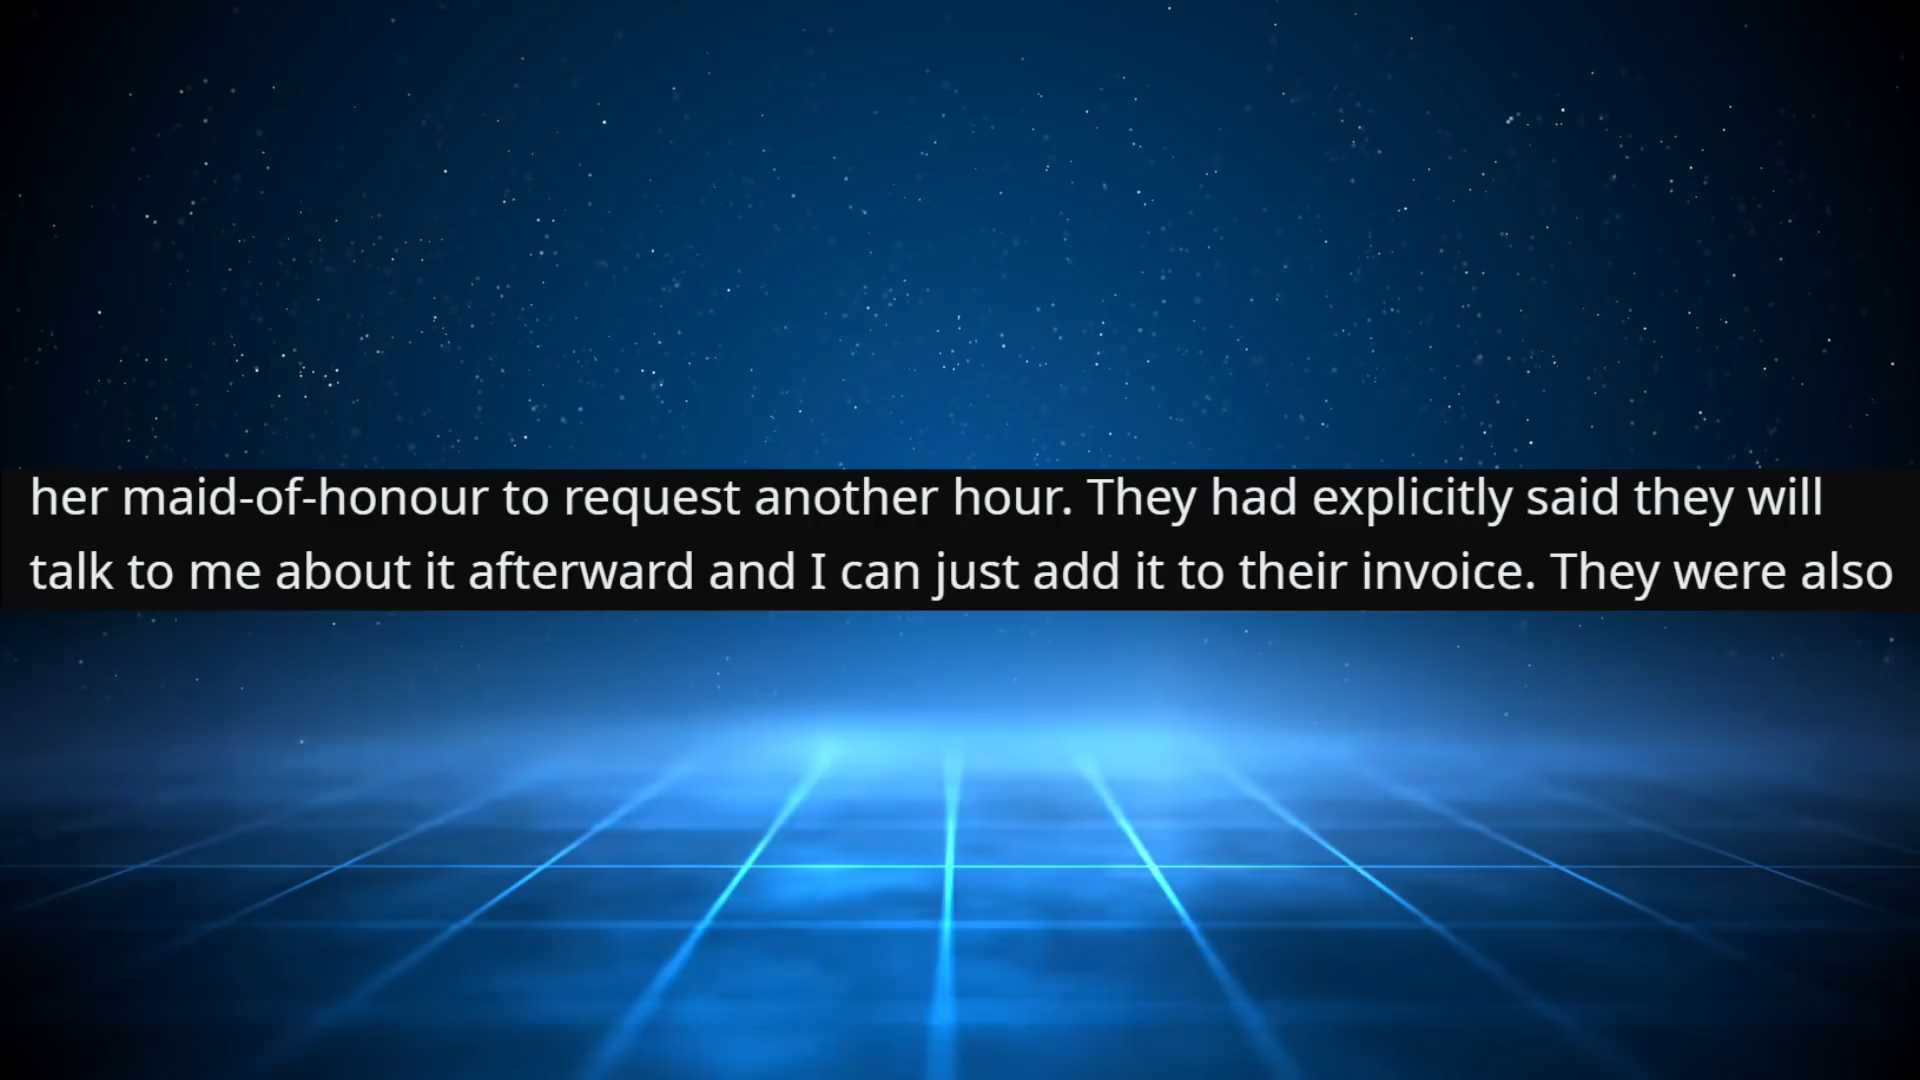 her maid-of-honour to request another hour. They had explicitly said they will
talk to me about it afterward and I can just add it to their invoice. They were also